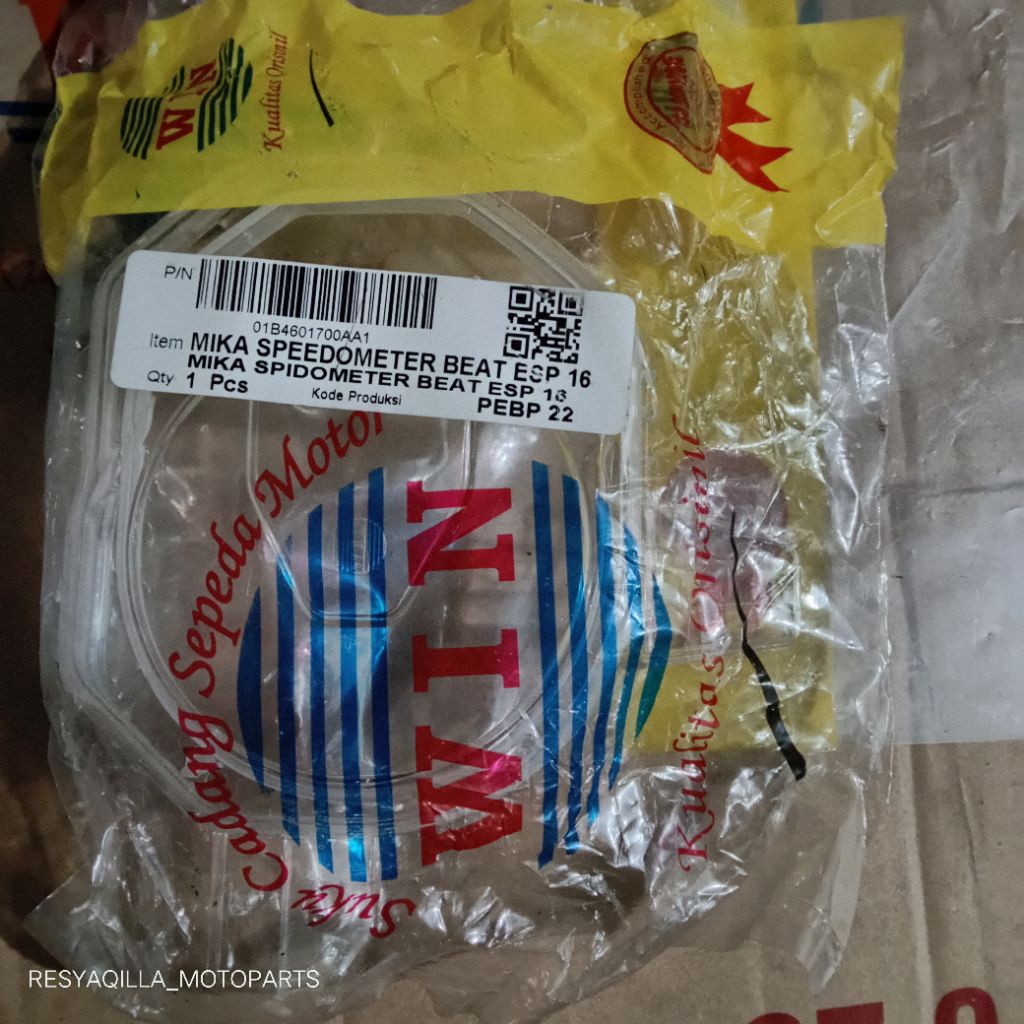 WIN
Kualitas Orisinil
P/N
01B4601700AA1
Item MIKA SPEEDOMETER BEAT ESP 16
MIKA SPIDOMETER BEAT ESP 16
Qty 1 Pcs Kode Produksi PEBP 22
Suku Cadang Sepeda Motor
WIN
Kualitas Orisinil
RESYAQILLA_MOTOPARTS